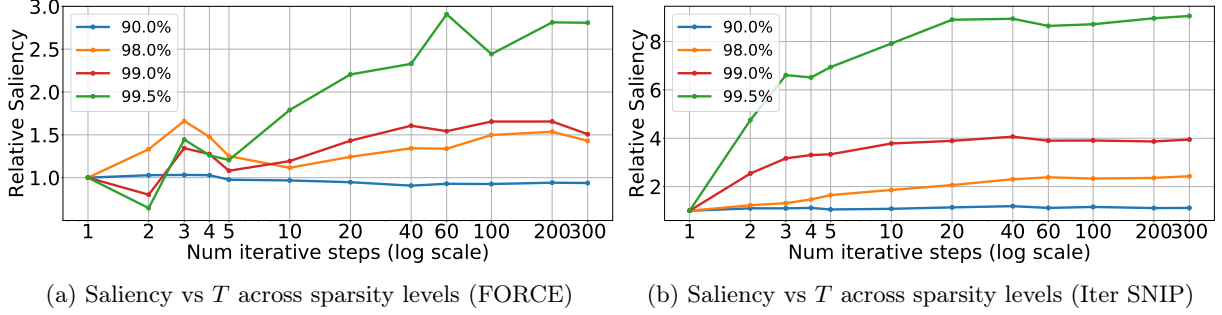 3.0
2.5
2.0
1.5
1.0
Relative Saliency
90.0%
98.0%
99.0%
99.5%
1 2 3 4 5 10 20 40 60 100 200 300
Num iterative steps (log scale)
(a) Saliency vs T across sparsity levels (FORCE)
8
6
4
2
Relative Saliency
90.0%
98.0%
99.0%
99.5%
1 2 3 4 5 10 20 40 60 100 200 300
Num iterative steps (log scale)
(b) Saliency vs T across sparsity levels (Iter SNIP)